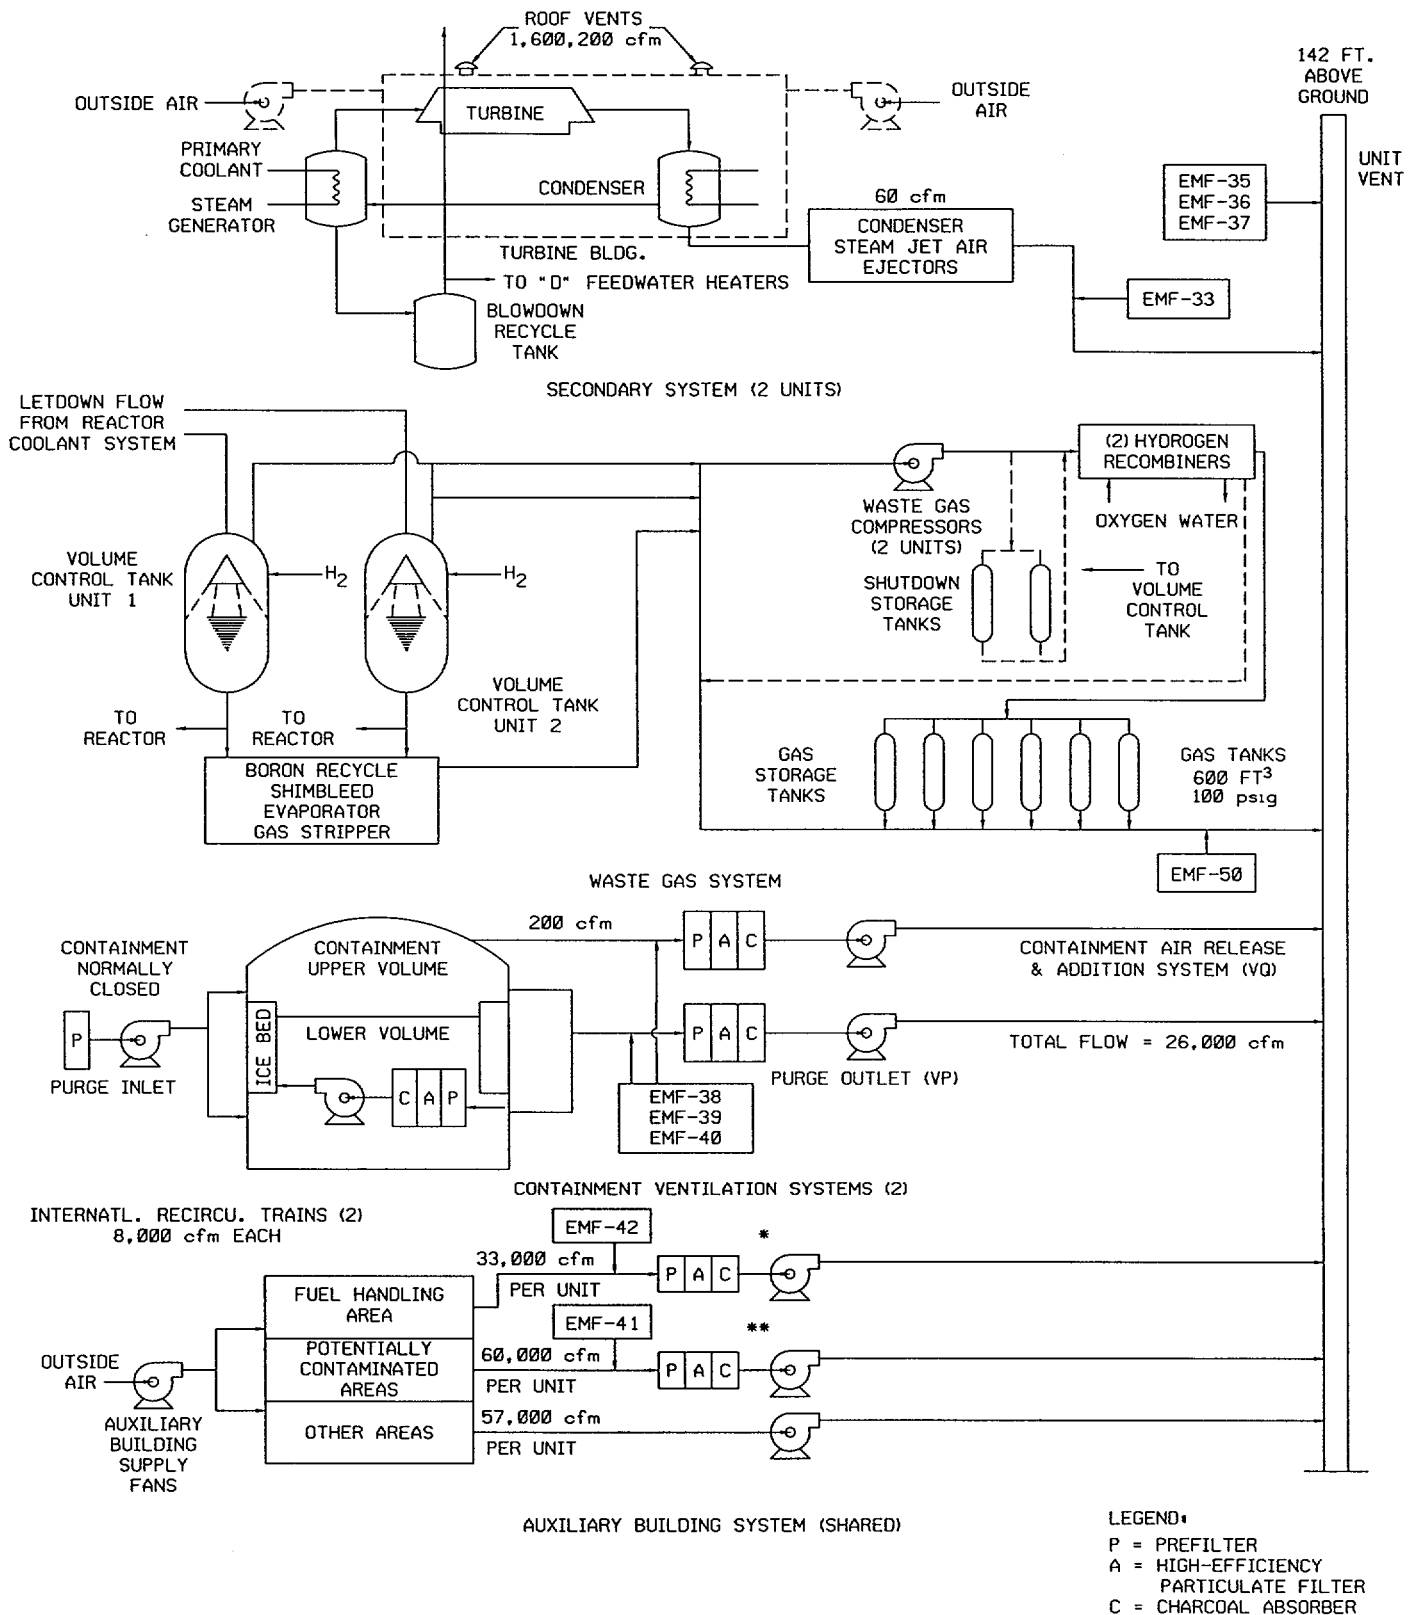 ROOF VENTS
1,600,200 cfm
142 FT.
ABOVE
GROUND
OUTSIDE AIR
TURBINE
OUTSIDE
AIR
PRIMARY
COOLANT
STEAM
GENERATOR
CONDENSER
UNIT
VENT
EMF-35
EMF-36
EMF-37
60 cfm
CONDENSER
STEAM JET AIR
EJECTORS
TURBINE BLDG.
TO "D" FEEDWATER HEATERS
EMF-33
BLOWDOWN
RECYCLE
TANK
SECONDARY SYSTEM (2 UNITS)
LETDOWN FLOW
FROM REACTOR
COOLANT SYSTEM
(2) HYDROGEN
RECOMBINERS
WASTE GAS
COMPRESSORS
(2 UNITS)
OXYGEN WATER
VOLUME
CONTROL TANK
UNIT 1
H2
H2
SHUTDOWN
STORAGE
TANKS
TO
VOLUME
CONTROL
TANK
VOLUME
CONTROL TANK
UNIT 2
TO
REACTOR
TO
REACTOR
BORON RECYCLE
SHIMBLEED
EVAPORATOR
GAS STRIPPER
GAS
STORAGE
TANKS
GAS TANKS
600 FT3
100 psig
EMF-50
WASTE GAS SYSTEM
200 cfm
CONTAINMENT
NORMALLY
CLOSED
CONTAINMENT
UPPER VOLUME
P A C
CONTAINMENT AIR RELEASE
& ADDITION SYSTEM (VQ)
P
ICE BED
LOWER VOLUME
P A C
TOTAL FLOW = 26,000 cfm
PURGE INLET
C A P
PURGE OUTLET (VP)
EMF-38
EMF-39
EMF-40
CONTAINMENT VENTILATION SYSTEMS (2)
INTERNATL. RECIRCU. TRAINS (2)
8,000 cfm EACH
EMF-42
*
33,000 cfm
PER UNIT
P A C
FUEL HANDLING
AREA
EMF-41
**
POTENTIALLY
CONTAMINATED
AREAS
60,000 cfm
PER UNIT
P A C
OUTSIDE
AIR
57,000 cfm
PER UNIT
OTHER AREAS
AUXILIARY
BUILDING
SUPPLY
FANS
AUXILIARY BUILDING SYSTEM (SHARED)
LEGEND:
P = PREFILTER
A = HIGH-EFFICIENCY
PARTICULATE FILTER
C = CHARCOAL ABSORBER